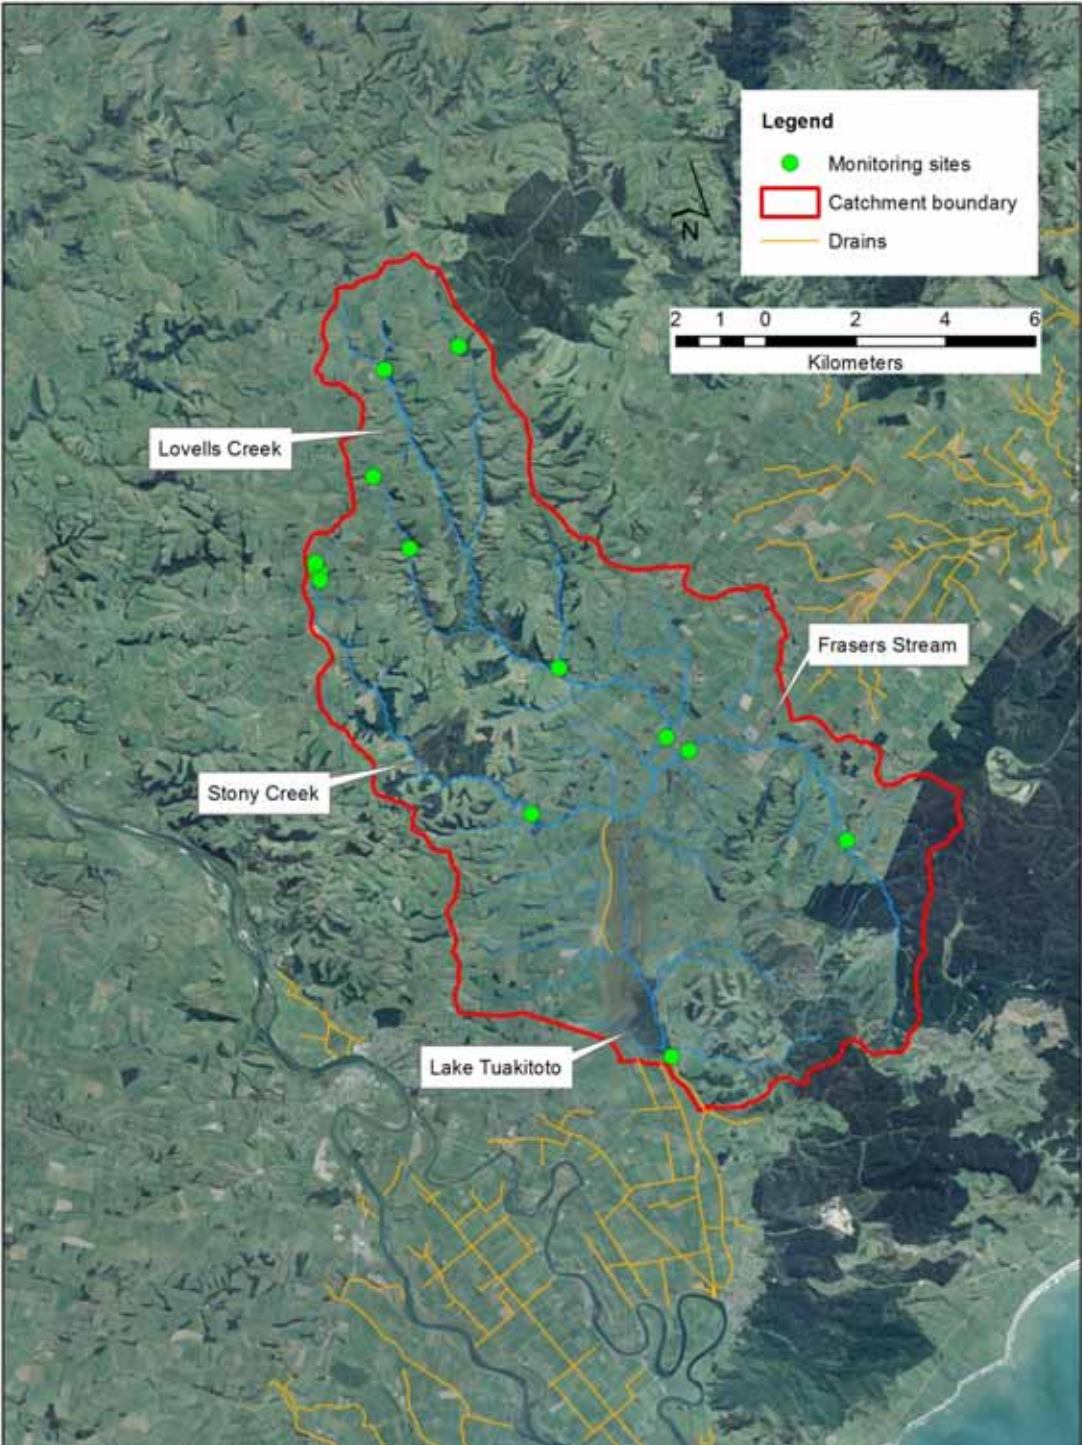 Legend
Monitoring sites
Catchment boundary
Drains
N
2 1 0 2 4 6
Kilometers
Lovells Creek
Frasers Stream
Stony Creek
Lake Tuakitoto